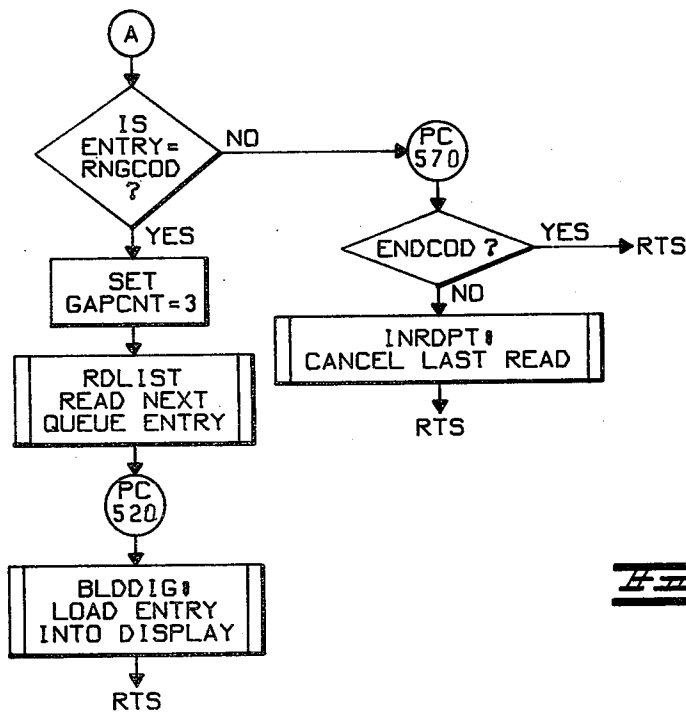 A
IS
ENTRY=
RNGCOD
?
NO
YES
SET
GAPCNT=3
RDLIST
READ NEXT
QUEUE ENTRY
PC
520
BLDDIG:
LOAD ENTRY
INTO DISPLAY
RTS
PC
570
ENDCOD ?
YES
RTS
NO
INRDPT:
CANCEL LAST READ
RTS